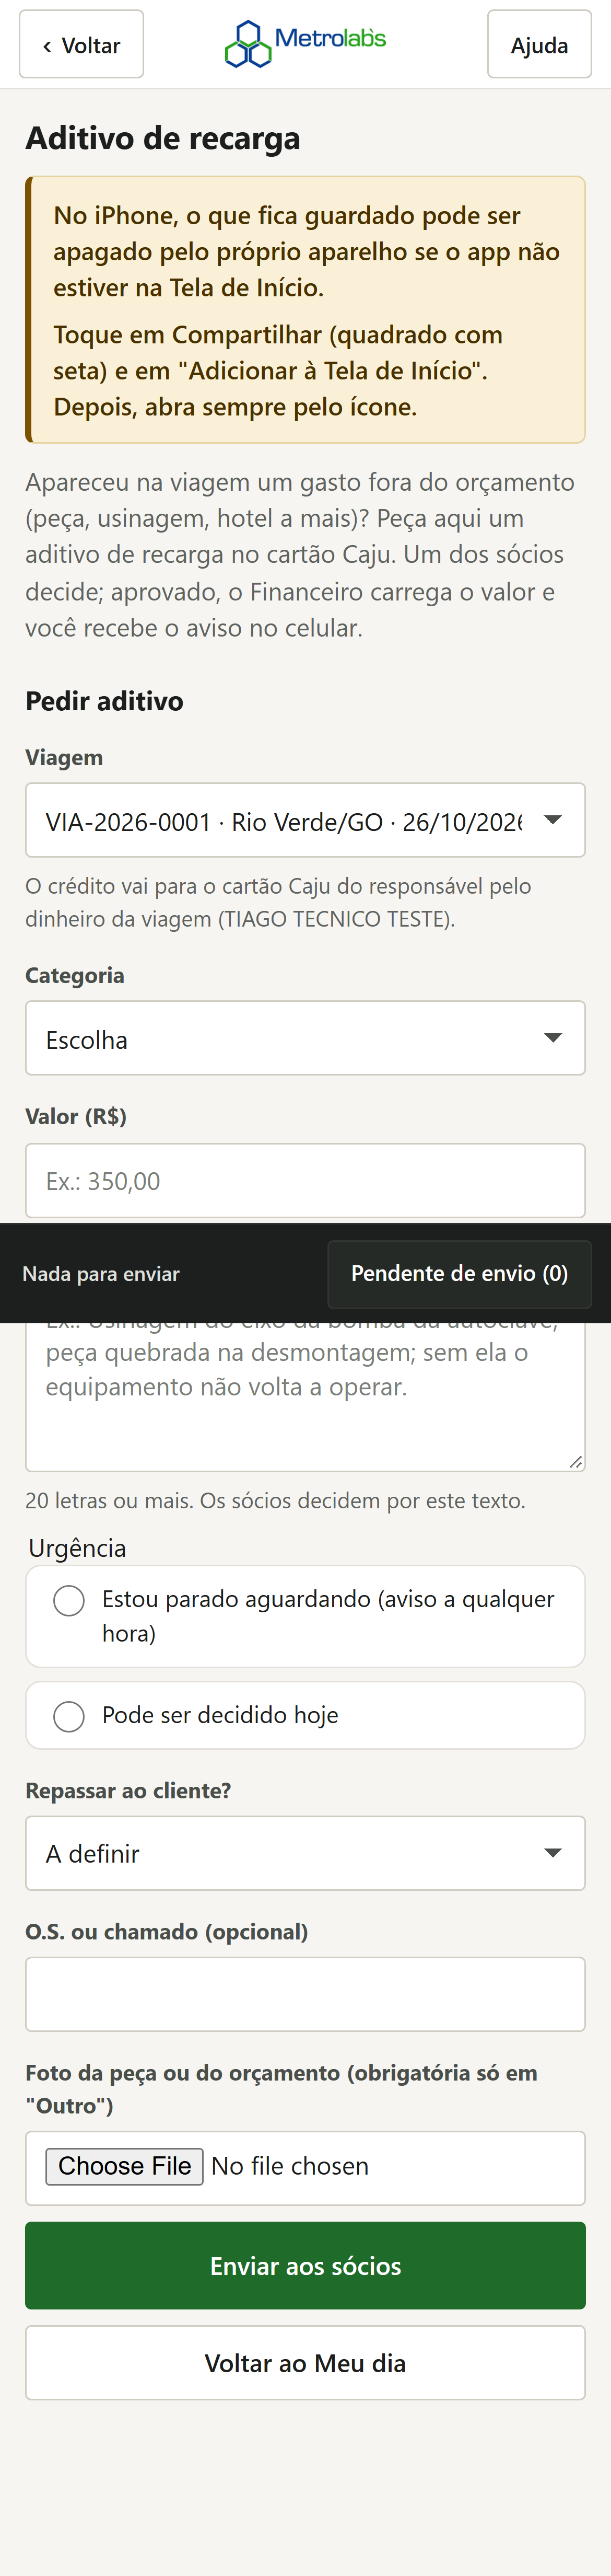 ‹ Voltar
Metrolabs
Ajuda
Aditivo de recarga
No iPhone, o que fica guardado pode ser
apagado pelo próprio aparelho se o app não
estiver na Tela de Início.
Toque em Compartilhar (quadrado com
seta) e em "Adicionar à Tela de Início".
Depois, abra sempre pelo ícone.
Apareceu na viagem um gasto fora do orçamento
(peça, usinagem, hotel a mais)? Peça aqui um
aditivo de recarga no cartão Caju. Um dos sócios
decide; aprovado, o Financeiro carrega o valor e
você recebe o aviso no celular.
Pedir aditivo
Viagem
VIA-2026-0001 · Rio Verde/GO · 26/10/2026
O crédito vai para o cartão Caju do responsável pelo
dinheiro da viagem (TIAGO TECNICO TESTE).
Categoria
Escolha
Valor (R$)
Ex.: 350,00
Nada para enviar
Pendente de envio (0)
Ex.: Usinagem do eixo da bomba da autoclave,
peça quebrada na desmontagem; sem ela o
equipamento não volta a operar.
20 letras ou mais. Os sócios decidem por este texto.
Urgência
Estou parado aguardando (aviso a qualquer
hora)
Pode ser decidido hoje
Repassar ao cliente?
A definir
O.S. ou chamado (opcional)
Foto da peça ou do orçamento (obrigatória só em
"Outro")
Choose File No file chosen
Enviar aos sócios
Voltar ao Meu dia